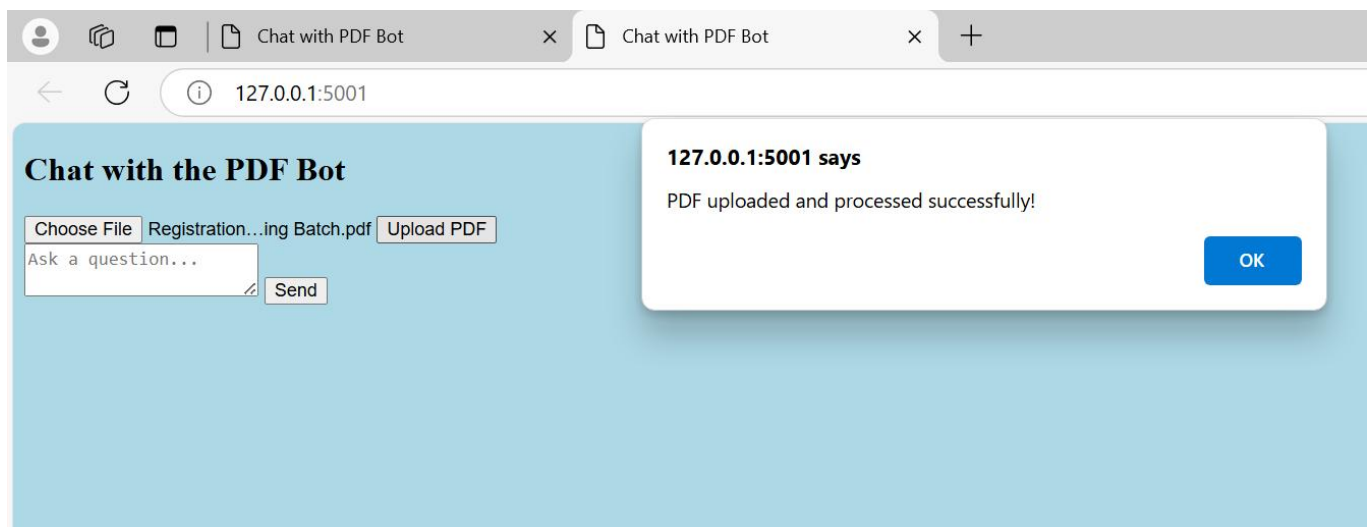 Chat with PDF Bot
Chat with PDF Bot
127.0.0.1:5001
127.0.0.1:5001 says
PDF uploaded and processed successfully!
OK
Chat with the PDF Bot
Choose File Registration…ing Batch.pdf Upload PDF
Ask a question...
Send